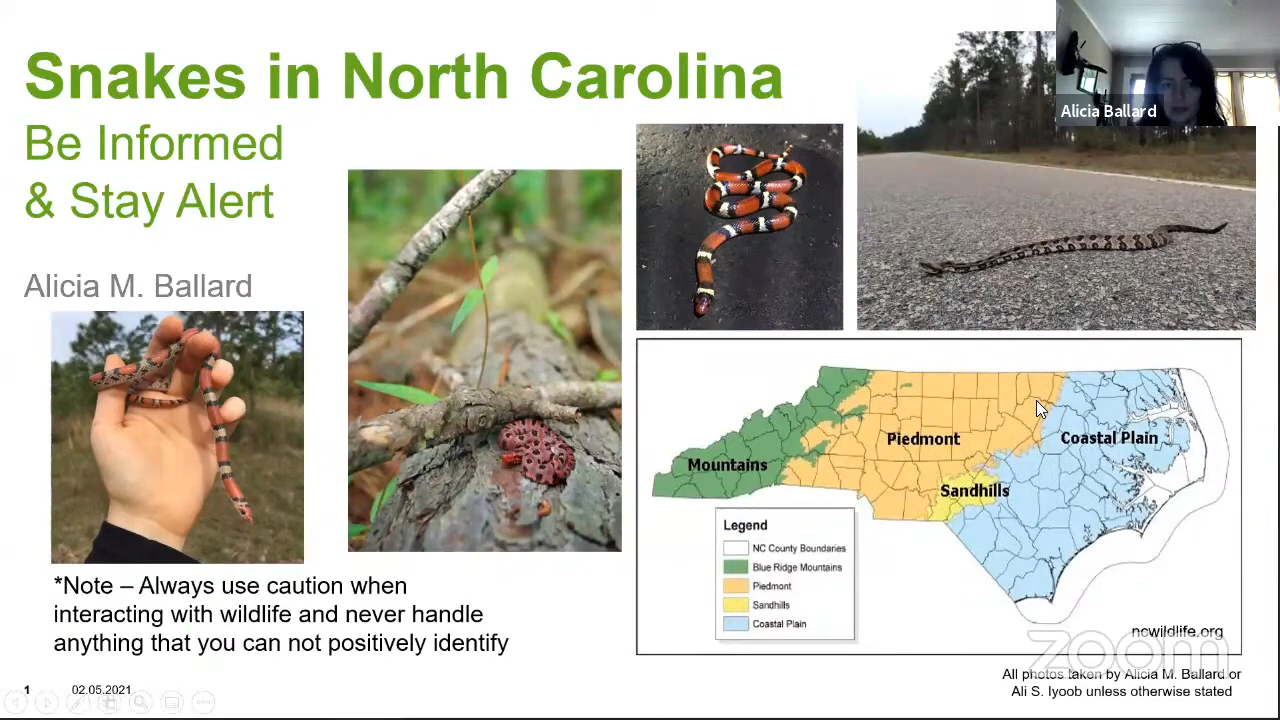 Snakes in North Carolina
Be Informed
& Stay Alert
Alicia M. Ballard
Alicia Ballard
*Note – Always use caution when
interacting with wildlife and never handle
anything that you can not positively identify
Mountains
Piedmont
Coastal Plain
Sandhills
Legend
NC County Boundaries
Blue Ridge Mountains
Piedmont
Sandhills
Coastal Plain
ncwildlife.org
zoom
All photos taken by Alicia M. Ballard or
Ali S. Iyoob unless otherwise stated
1 02.05.2021